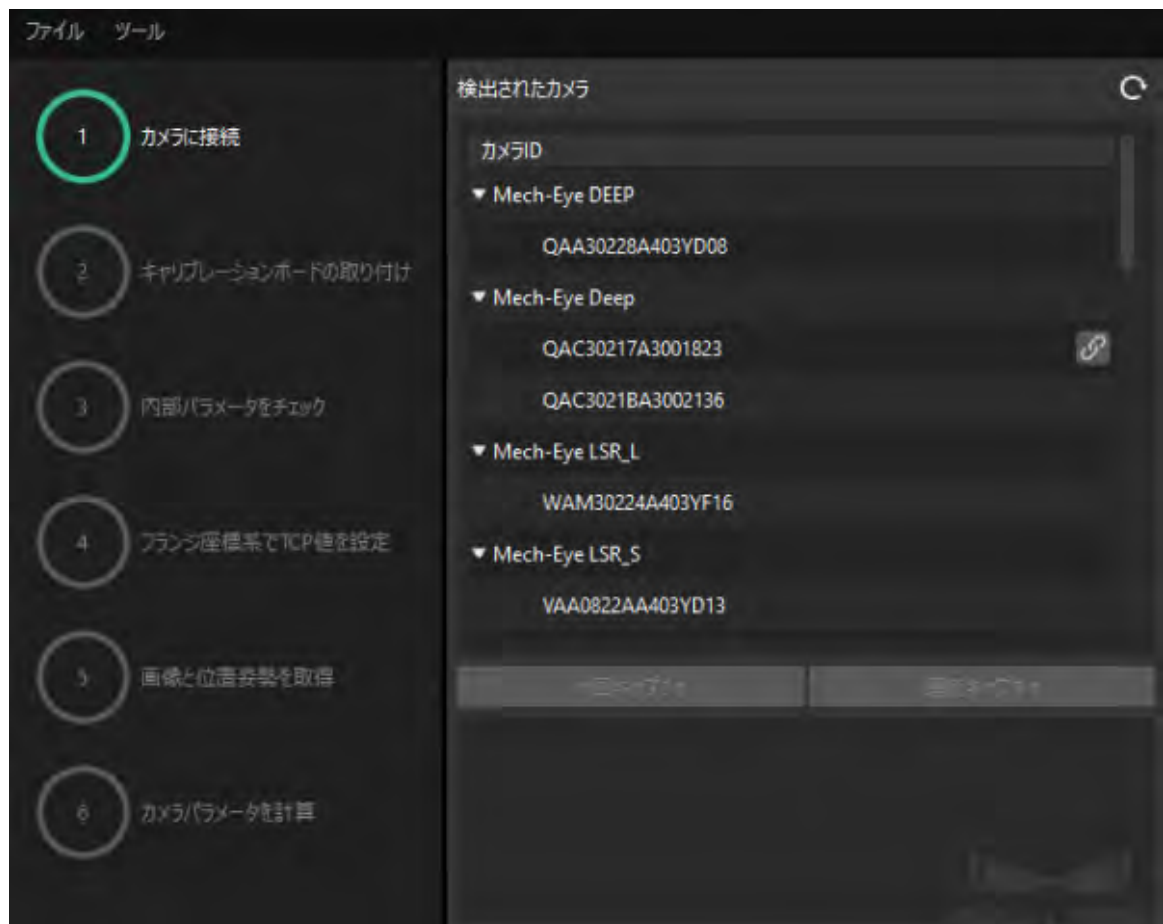 ファイル ツール
1 カメラに接続
2 キャリブレーションボードの取り付け
3 内部パラメータをチェック
4 フランジ座標系でTCP値を設定
5 画像と位置姿勢を取得
6 カメラパラメータを計算
検出されたカメラ
カメラID
Mech-Eye DEEP
QAA30228A403YD08
Mech-Eye Deep
QAC30217A3001823
QAC3021BA3002136
Mech-Eye LSR_L
WAM30224A403YF16
Mech-Eye LSR_S
VAA0822AA403YD13